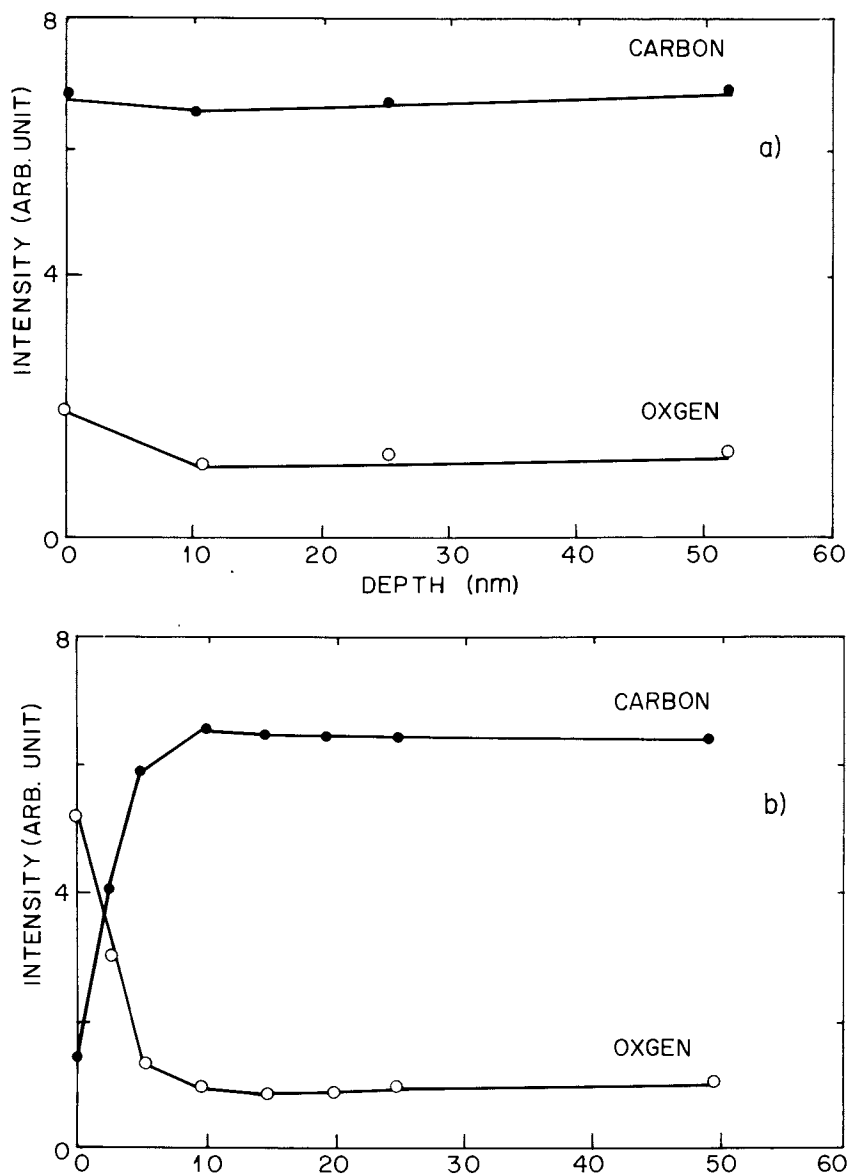 8
CARBON
a)
INTENSITY (ARB. UNIT)
4
OXGEN
0
0 10 20 30 40 50 60
DEPTH (nm)
8
CARBON
b)
INTENSITY (ARB. UNIT)
4
OXGEN
0
0 10 20 30 40 50 60